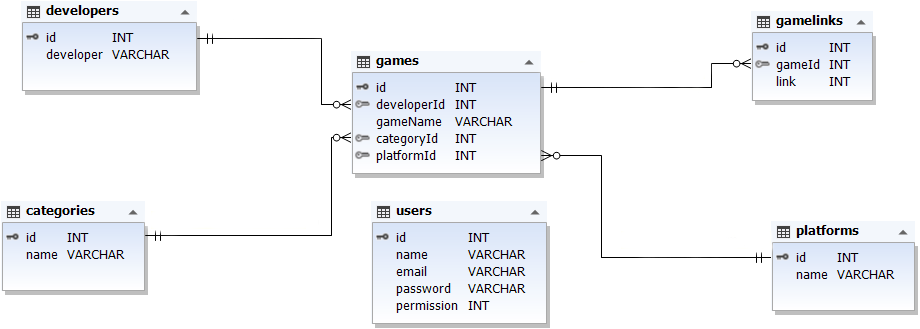 developers
id INT
developer VARCHAR
games
id INT
developerId INT
gameName VARCHAR
categoryId INT
platformId INT
gamelinks
id INT
gameId INT
link INT
categories
id INT
name VARCHAR
users
id INT
name VARCHAR
email VARCHAR
password VARCHAR
permission INT
platforms
id INT
name VARCHAR